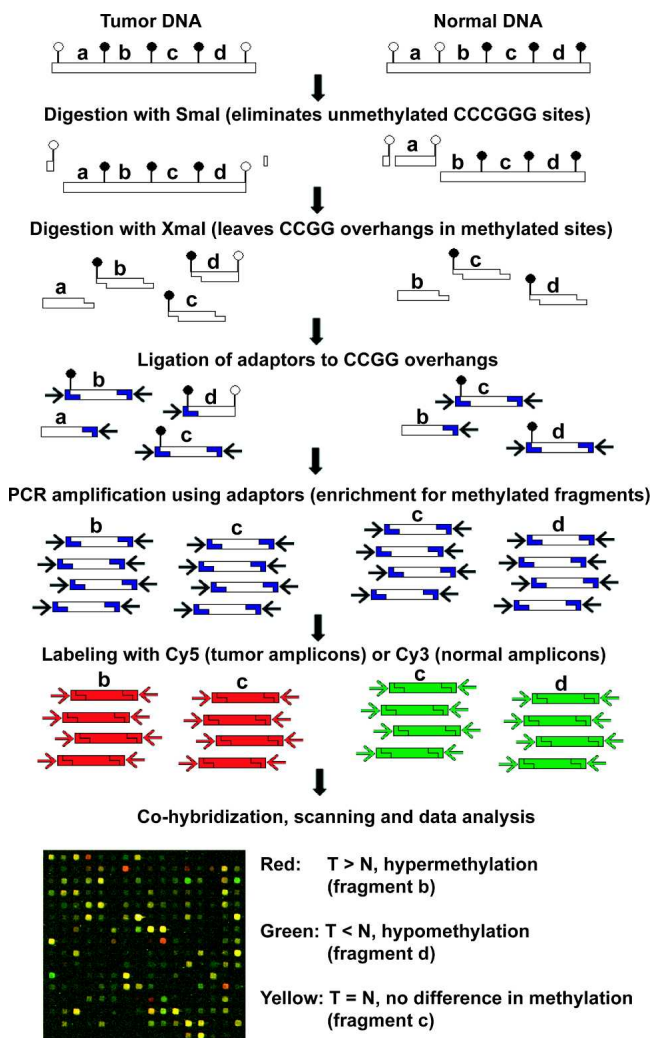 Tumor DNA Normal DNA
a b c d a b c d
Digestion with SmaI (eliminates unmethylated CCCGGG sites)
a b c d a b c d
Digestion with XmaI (leaves CCGG overhangs in methylated sites)
a b d c b c d
Ligation of adaptors to CCGG overhangs
b d a c c b d
PCR amplification using adaptors (enrichment for methylated fragments)
b c c d
Labeling with Cy5 (tumor amplicons) or Cy3 (normal amplicons)
b c c d
Co-hybridization, scanning and data analysis
Red: T > N, hypermethylation
(fragment b)
Green: T < N, hypomethylation
(fragment d)
Yellow: T = N, no difference in methylation
(fragment c)